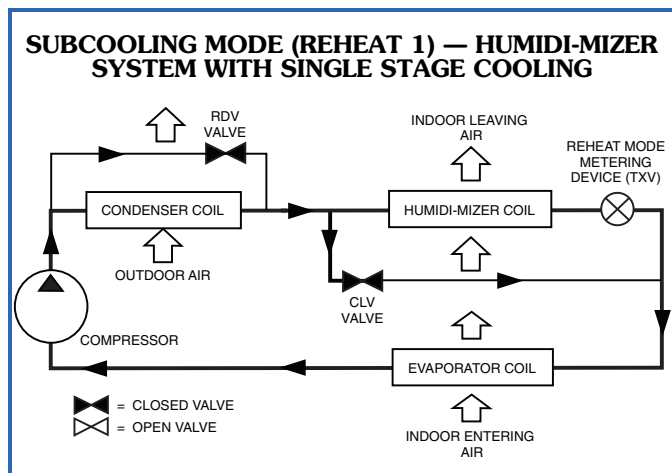 SUBCOOLING MODE (REHEAT 1) — HUMIDI-MIZER
SYSTEM WITH SINGLE STAGE COOLING
RDV
VALVE
INDOOR LEAVING
AIR
REHEAT MODE
METERING
DEVICE (TXV)
CONDENSER COIL
HUMIDI-MIZER COIL
OUTDOOR AIR
CLV
VALVE
COMPRESSOR
EVAPORATOR COIL
= CLOSED VALVE
= OPEN VALVE
INDOOR ENTERING
AIR